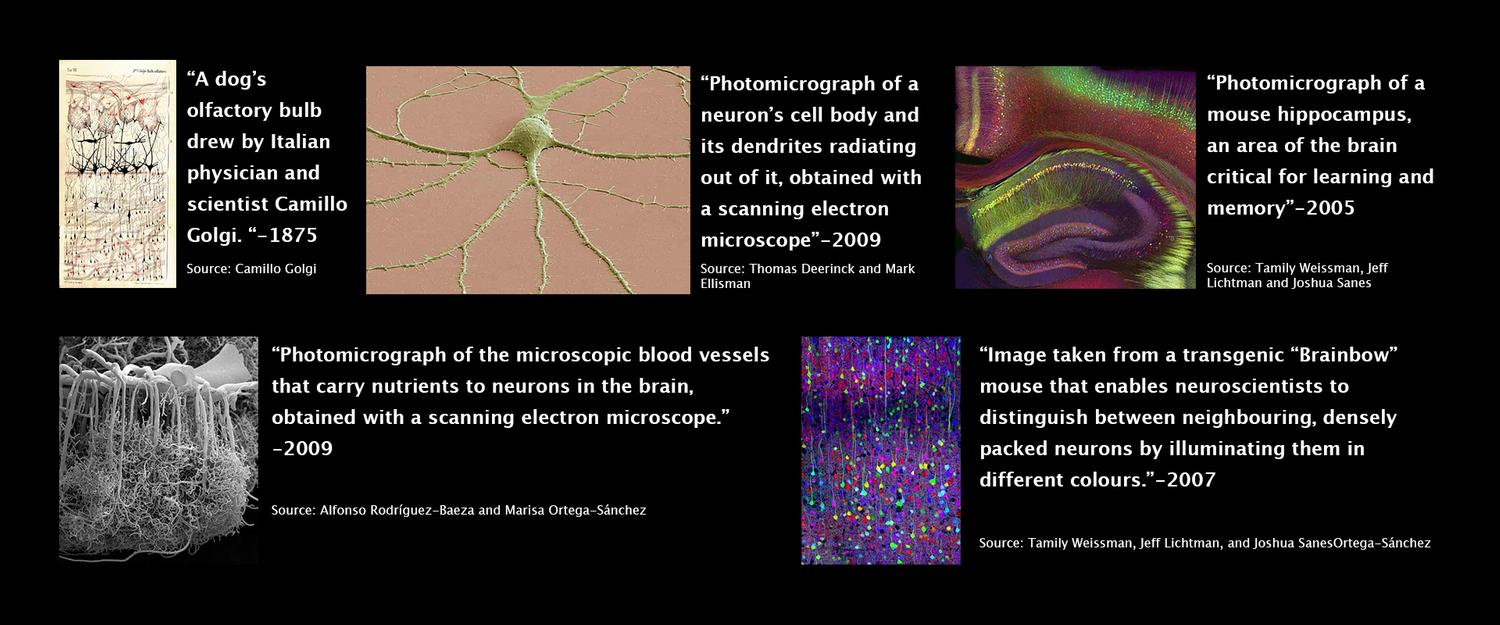 “A dog’s
olfactory bulb
drew by Italian
physician and
scientist Camillo
Golgi. “-1875
Source: Camillo Golgi
“Photomicrograph of a
neuron’s cell body and
its dendrites radiating
out of it, obtained with
a scanning electron
microscope”-2009
Source: Thomas Deerinck and Mark
Ellisman
“Photomicrograph of a
mouse hippocampus,
an area of the brain
critical for learning and
memory”-2005
Source: Tamily Weissman, Jeff
Lichtman and Joshua Sanes
“Photomicrograph of the microscopic blood vessels
that carry nutrients to neurons in the brain,
obtained with a scanning electron microscope.”
-2009
Source: Alfonso Rodríguez-Baeza and Marisa Ortega-Sánchez
“Image taken from a transgenic “Brainbow”
mouse that enables neuroscientists to
distinguish between neighbouring, densely
packed neurons by illuminating them in
different colours.”-2007
Source: Tamily Weissman, Jeff Lichtman, and Joshua SanesOrtega-Sánchez